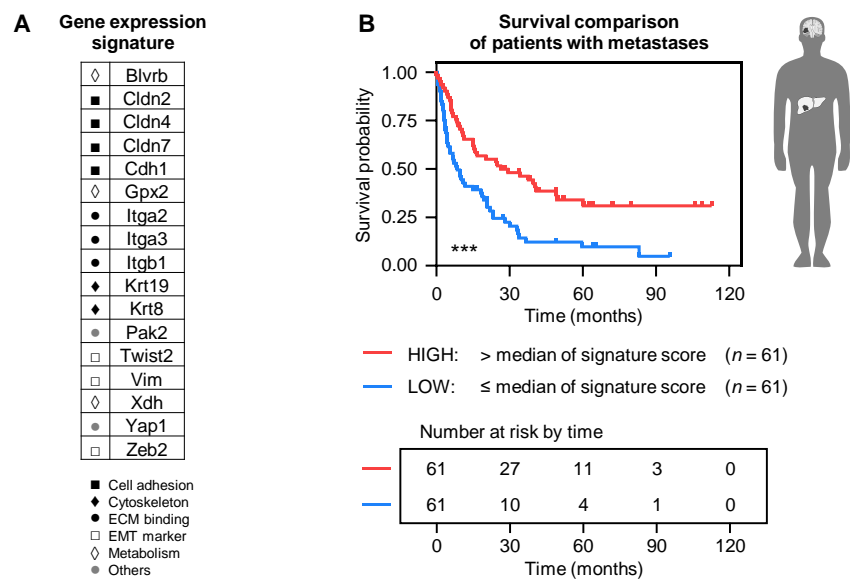 A
Gene expression
signature
◊ Blvrb
■ Cldn2
■ Cldn4
■ Cldn7
■ Cdh1
◊ Gpx2
● Itga2
● Itga3
● Itgb1
♦ Krt19
♦ Krt8
● Pak2
□ Twist2
□ Vim
◊ Xdh
● Yap1
□ Zeb2
■ Cell adhesion
♦ Cytoskeleton
● ECM binding
□ EMT marker
◊ Metabolism
● Others
B
Survival comparison
of patients with metastases
Survival probability
1.00
0.75
0.50
0.25
0.00
***
0 30 60 90 120
Time (months)
HIGH: > median of signature score (n = 61)
LOW: ≤ median of signature score (n = 61)
Number at risk by time
61 27 11 3 0
61 10 4 1 0
0 30 60 90 120
Time (months)